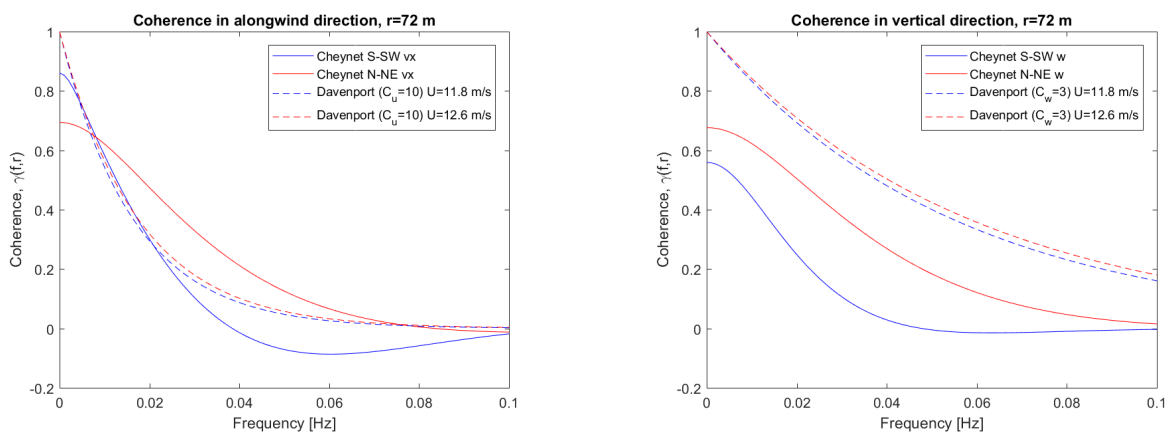 Coherence in alongwind direction, r=72 m
1
0.8
0.6
0.4
0.2
0
-0.2
Coherence, γ(f,r)
0
0.02
0.04
0.06
0.08
0.1
Frequency [Hz]
Cheynet S-SW vx
Cheynet N-NE vx
Davenport (C_u=10) U=11.8 m/s
Davenport (C_u=10) U=12.6 m/s
Coherence in vertical direction, r=72 m
1
0.8
0.6
0.4
0.2
0
-0.2
Coherence, γ(f,r)
0
0.02
0.04
0.06
0.08
0.1
Frequency [Hz]
Cheynet S-SW w
Cheynet N-NE w
Davenport (C_w=3) U=11.8 m/s
Davenport (C_w=3) U=12.6 m/s